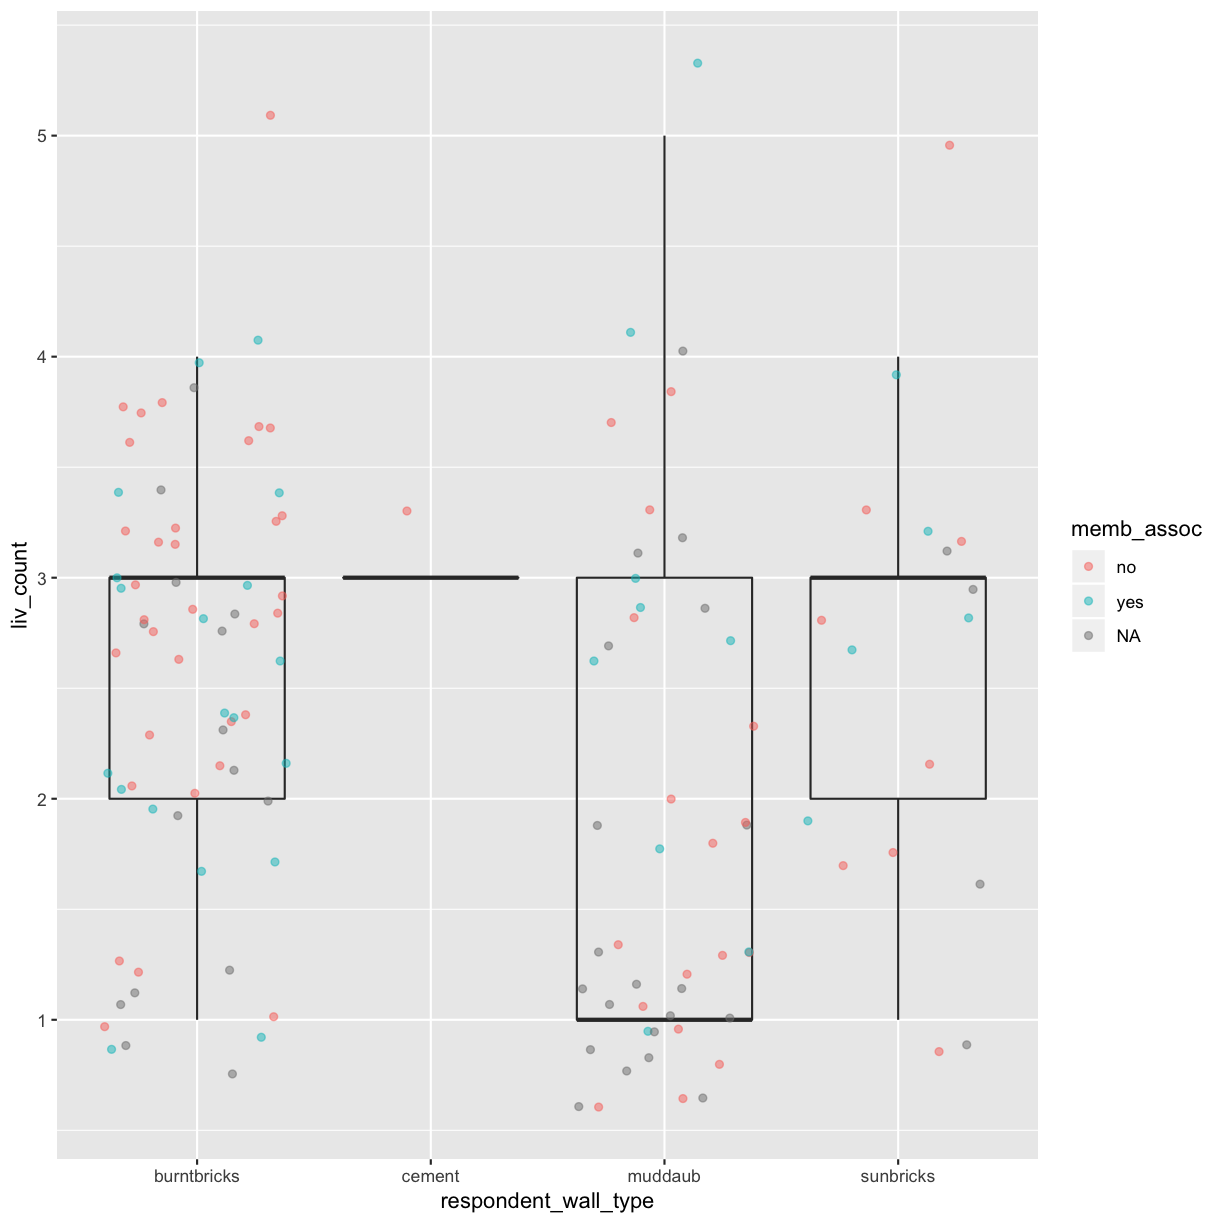 5
4
3
2
1
liv_count
burntbricks
cement
muddaub
sunbricks
respondent_wall_type
memb_assoc
no
yes
NA